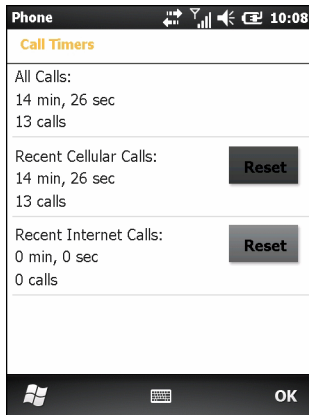 Phone 10:08
Call Timers
All Calls:
14 min, 26 sec
13 calls
Recent Cellular Calls:
14 min, 26 sec
13 calls
Reset
Recent Internet Calls:
0 min, 0 sec
0 calls
Reset
OK